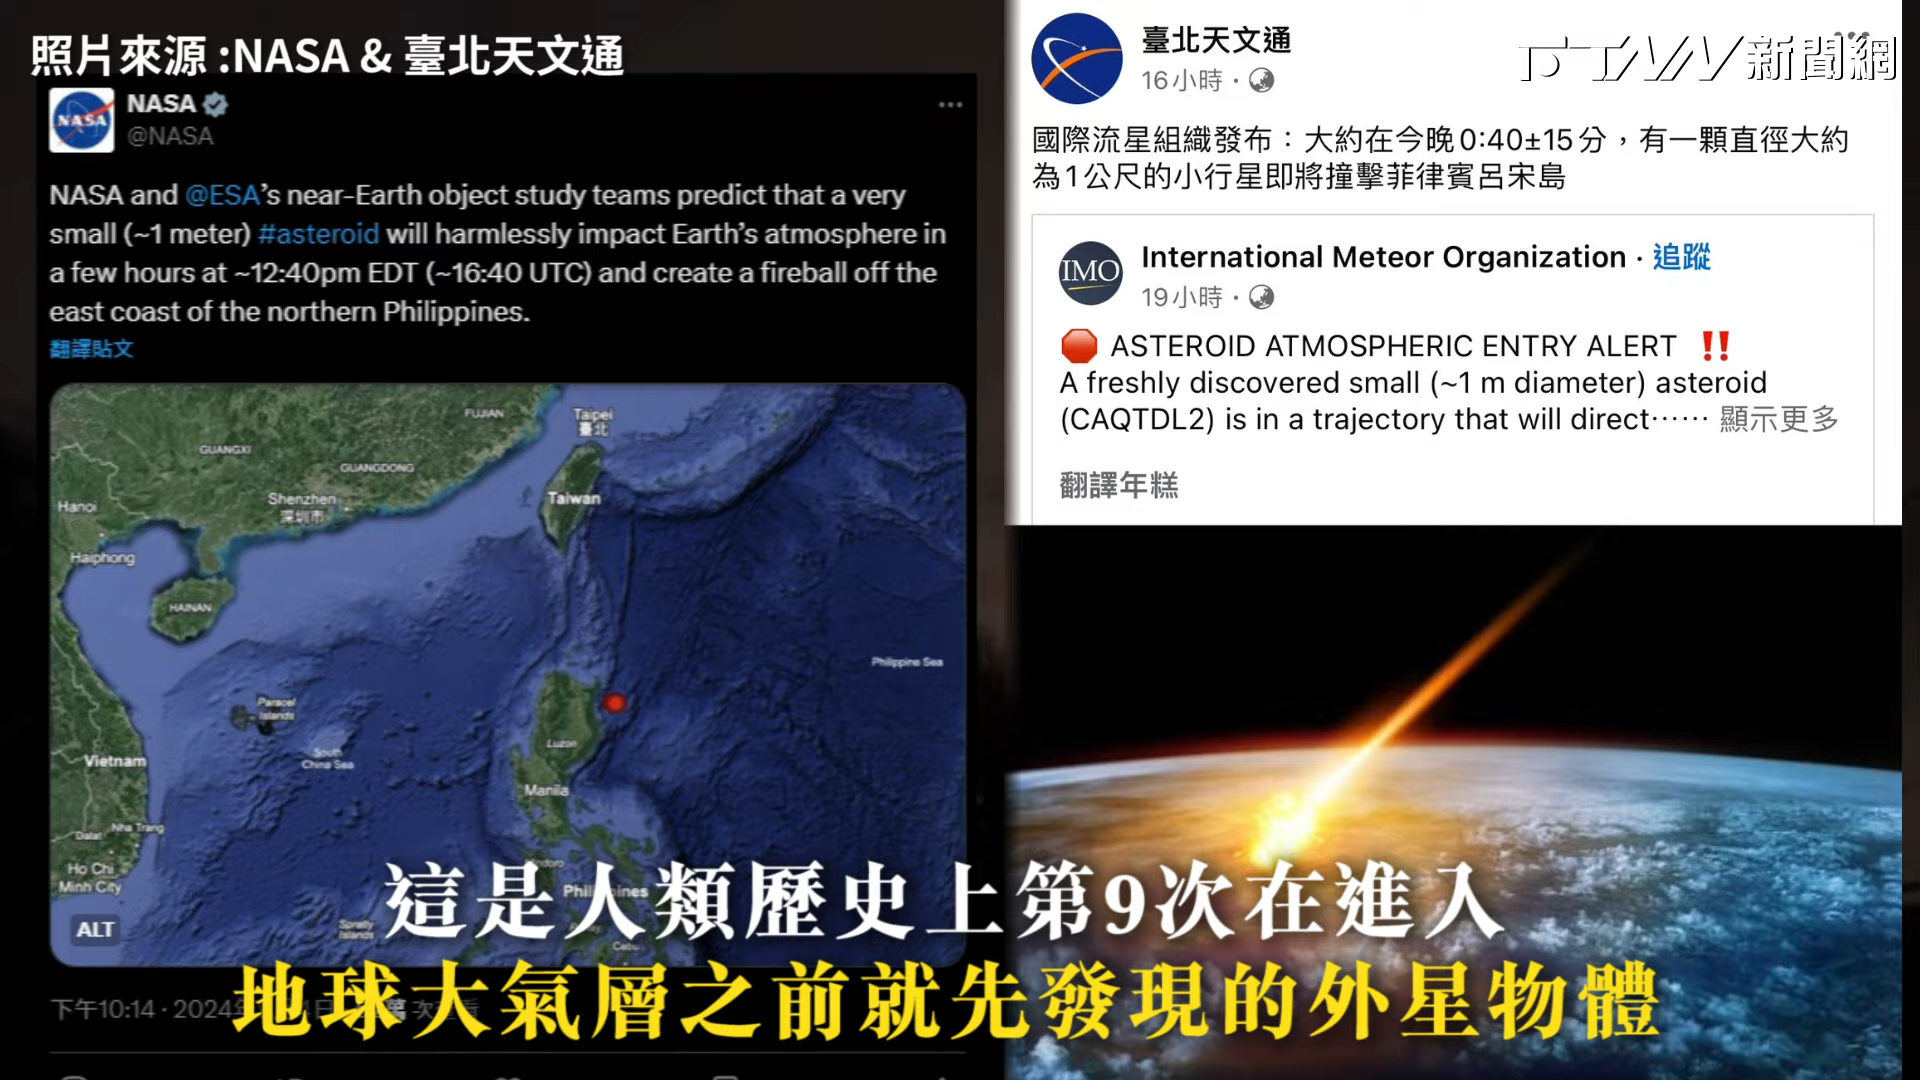 照片來源 :NASA & 臺北天文通
NASA
@NASA
NASA and @ESA's near-Earth object study teams predict that a very
small (~1 meter) #asteroid will harmlessly impact Earth's atmosphere in
a few hours at ~12:40pm EDT (~16:40 UTC) and create a fireball off the
east coast of the northern Philippines.
翻譯貼文
FUJIAN
Taipei
臺北
GUANGXI
GUANGDONG
Shenzhen
深圳市
Taiwan
Hanoi
Haiphong
HAINAN
Philippine Sea
Paracel
Islands
South
China Sea
Luzon
Vietnam
Manila
Nha Trang
Dalat
Ho Chi
Minh City
Philippines
Spratly
Islands
ALT
下午10:14 · 2024年
臺北天文通
16小時
新聞網
國際流星組織發布：大約在今晚0:40±15分，有一顆直徑大約
為1公尺的小行星即將撞擊菲律賓呂宋島
IMO
International Meteor Organization · 追蹤
19小時
ASTEROID ATMOSPHERIC ENTRY ALERT ‼️
A freshly discovered small (~1 m diameter) asteroid
(CAQTDL2) is in a trajectory that will direct…… 顯示更多
翻譯年糕
這是人類歷史上第9次在進入
地球大氣層之前就先發現的外星物體